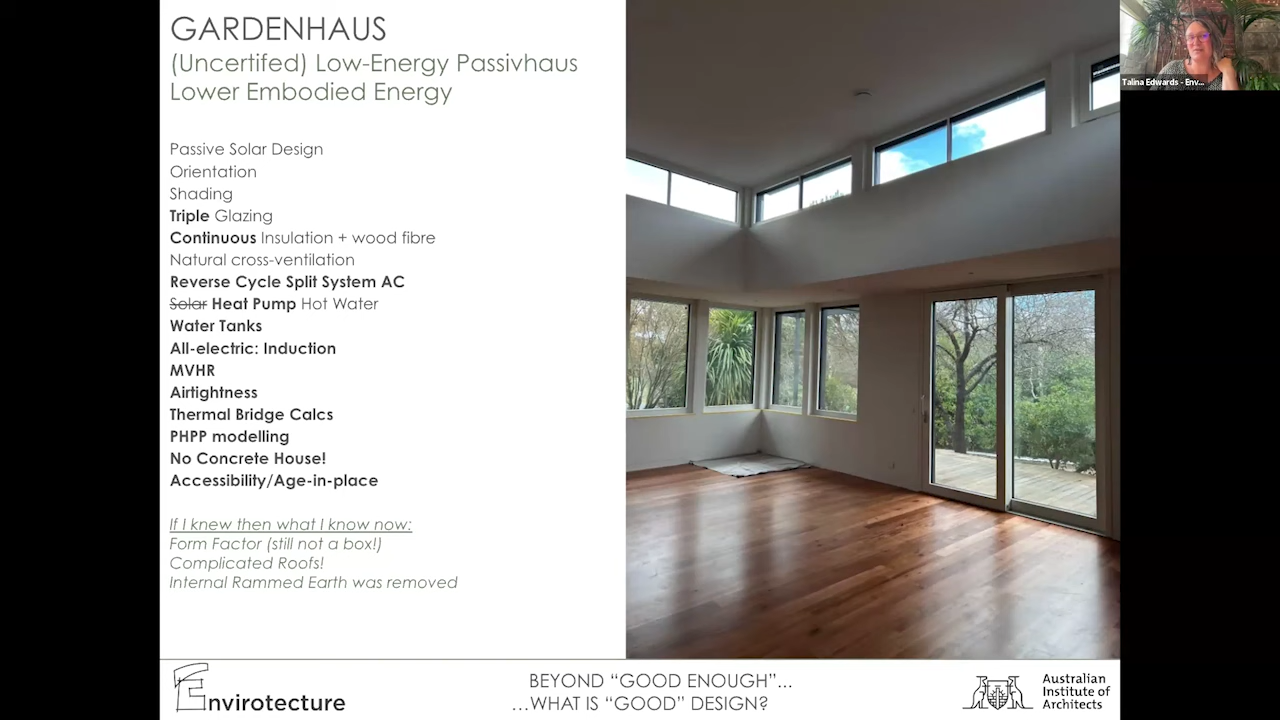 GARDENHAUS
(Uncertifed) Low-Energy Passivhaus
Lower Embodied Energy
Passive Solar Design
Orientation
Shading
Triple Glazing
Continuous Insulation + wood fibre
Natural cross-ventilation
Reverse Cycle Split System AC
Solar Heat Pump Hot Water
Water Tanks
All-electric: Induction
MVHR
Airtightness
Thermal Bridge Calcs
PHPP modelling
No Concrete House!
Accessibility/Age-in-place
If I knew then what I know now:
Form Factor (still not a box!)
Complicated Roofs!
Internal Rammed Earth was removed
Talina Edwards - Env...
Envirotecture
BEYOND “GOOD ENOUGH”...
...WHAT IS “GOOD” DESIGN?
Australian
Institute of
Architects